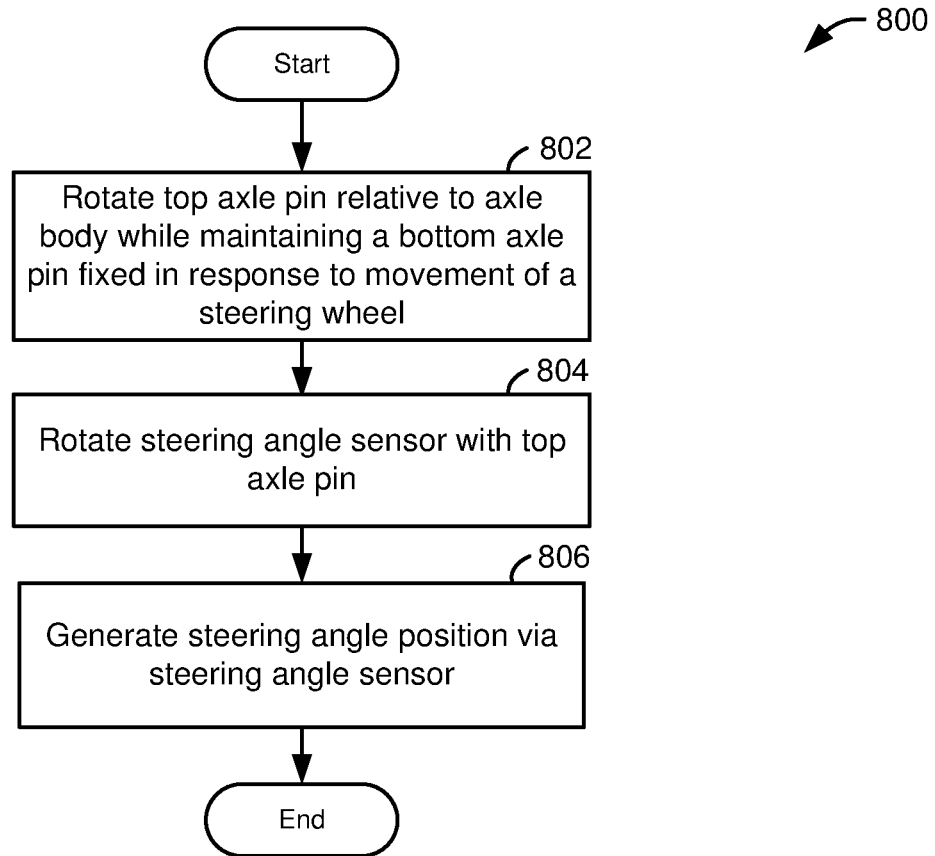 800
Start
802
Rotate top axle pin relative to axle
body while maintaining a bottom axle
pin fixed in response to movement of a
steering wheel
804
Rotate steering angle sensor with top
axle pin
806
Generate steering angle position via
steering angle sensor
End